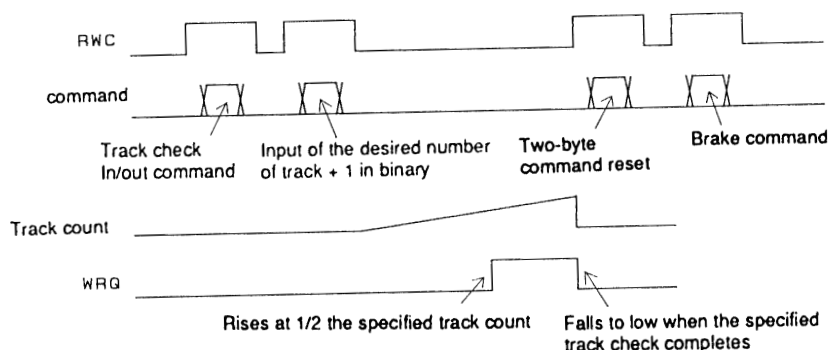 RWC
command
Track check
In/out command
Input of the desired number
of track + 1 in binary
Two-byte
command reset
Brake command
Track count
WRQ
Rises at 1/2 the specified track count
Falls to low when the specified
track check completes